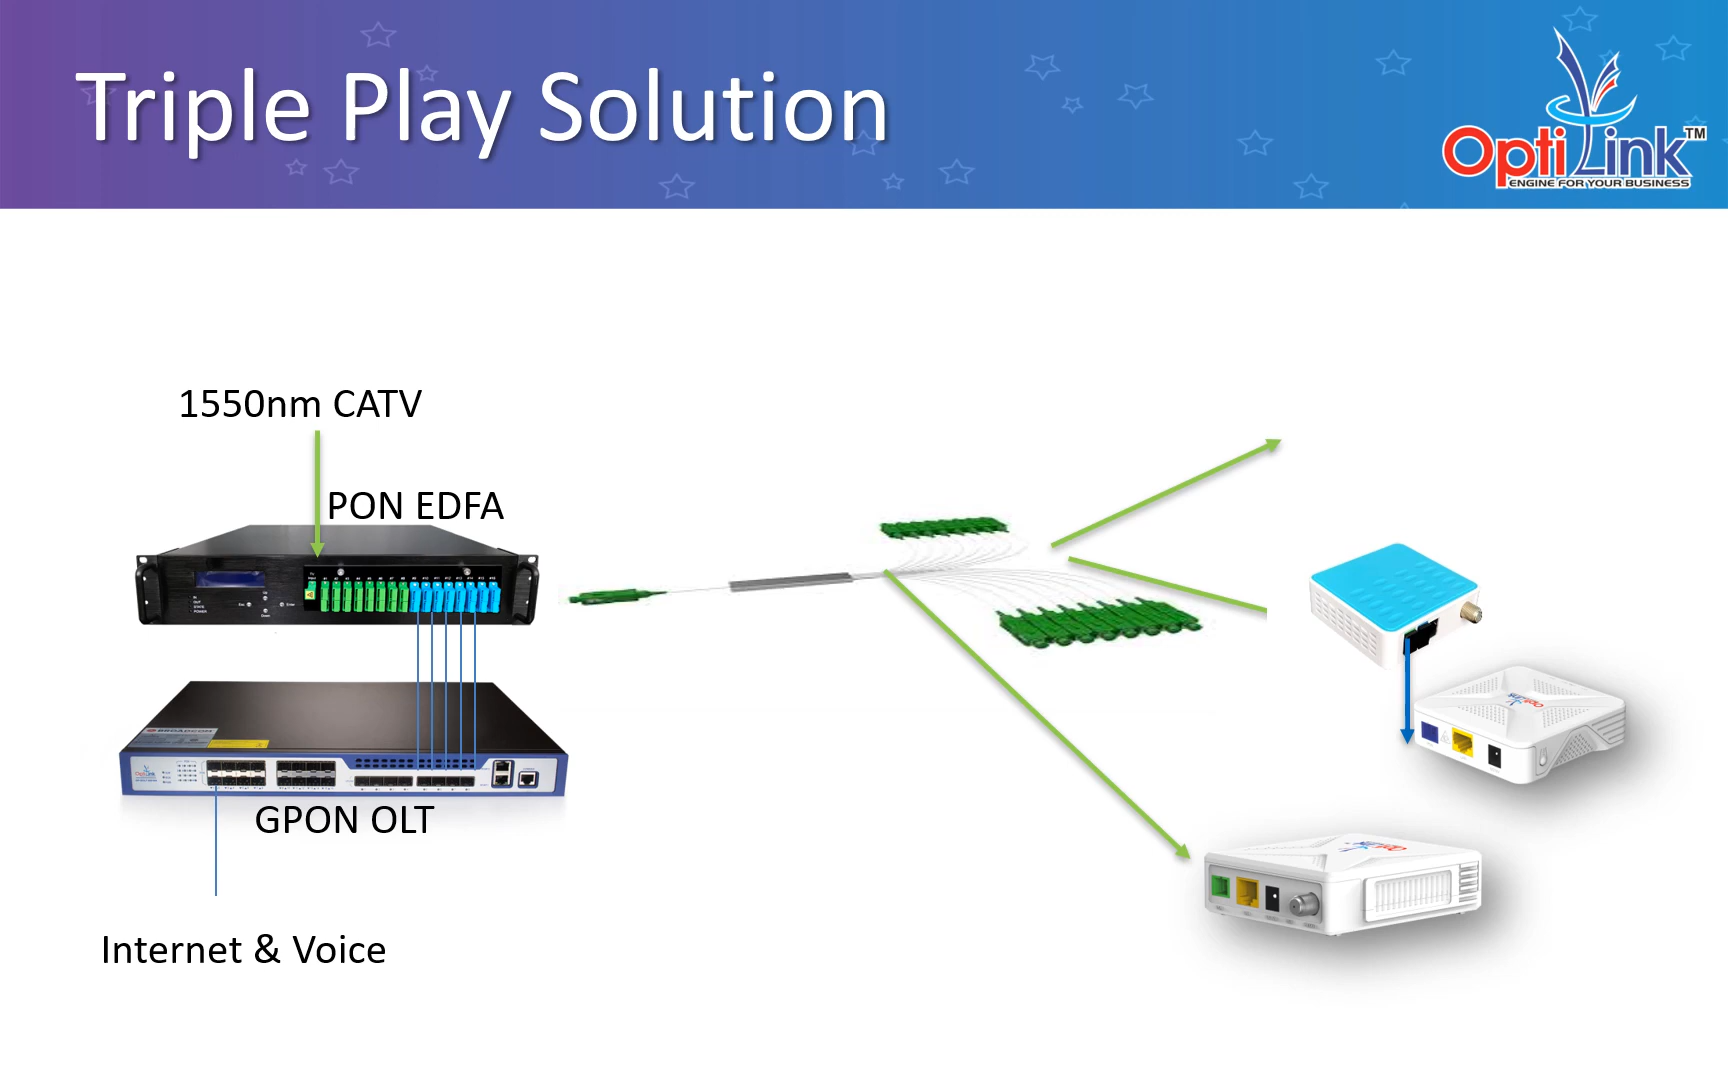 Triple Play Solution
OptiLink™
ENGINE FOR YOUR BUSINESS
1550nm CATV
PON EDFA
GPON OLT
Internet & Voice